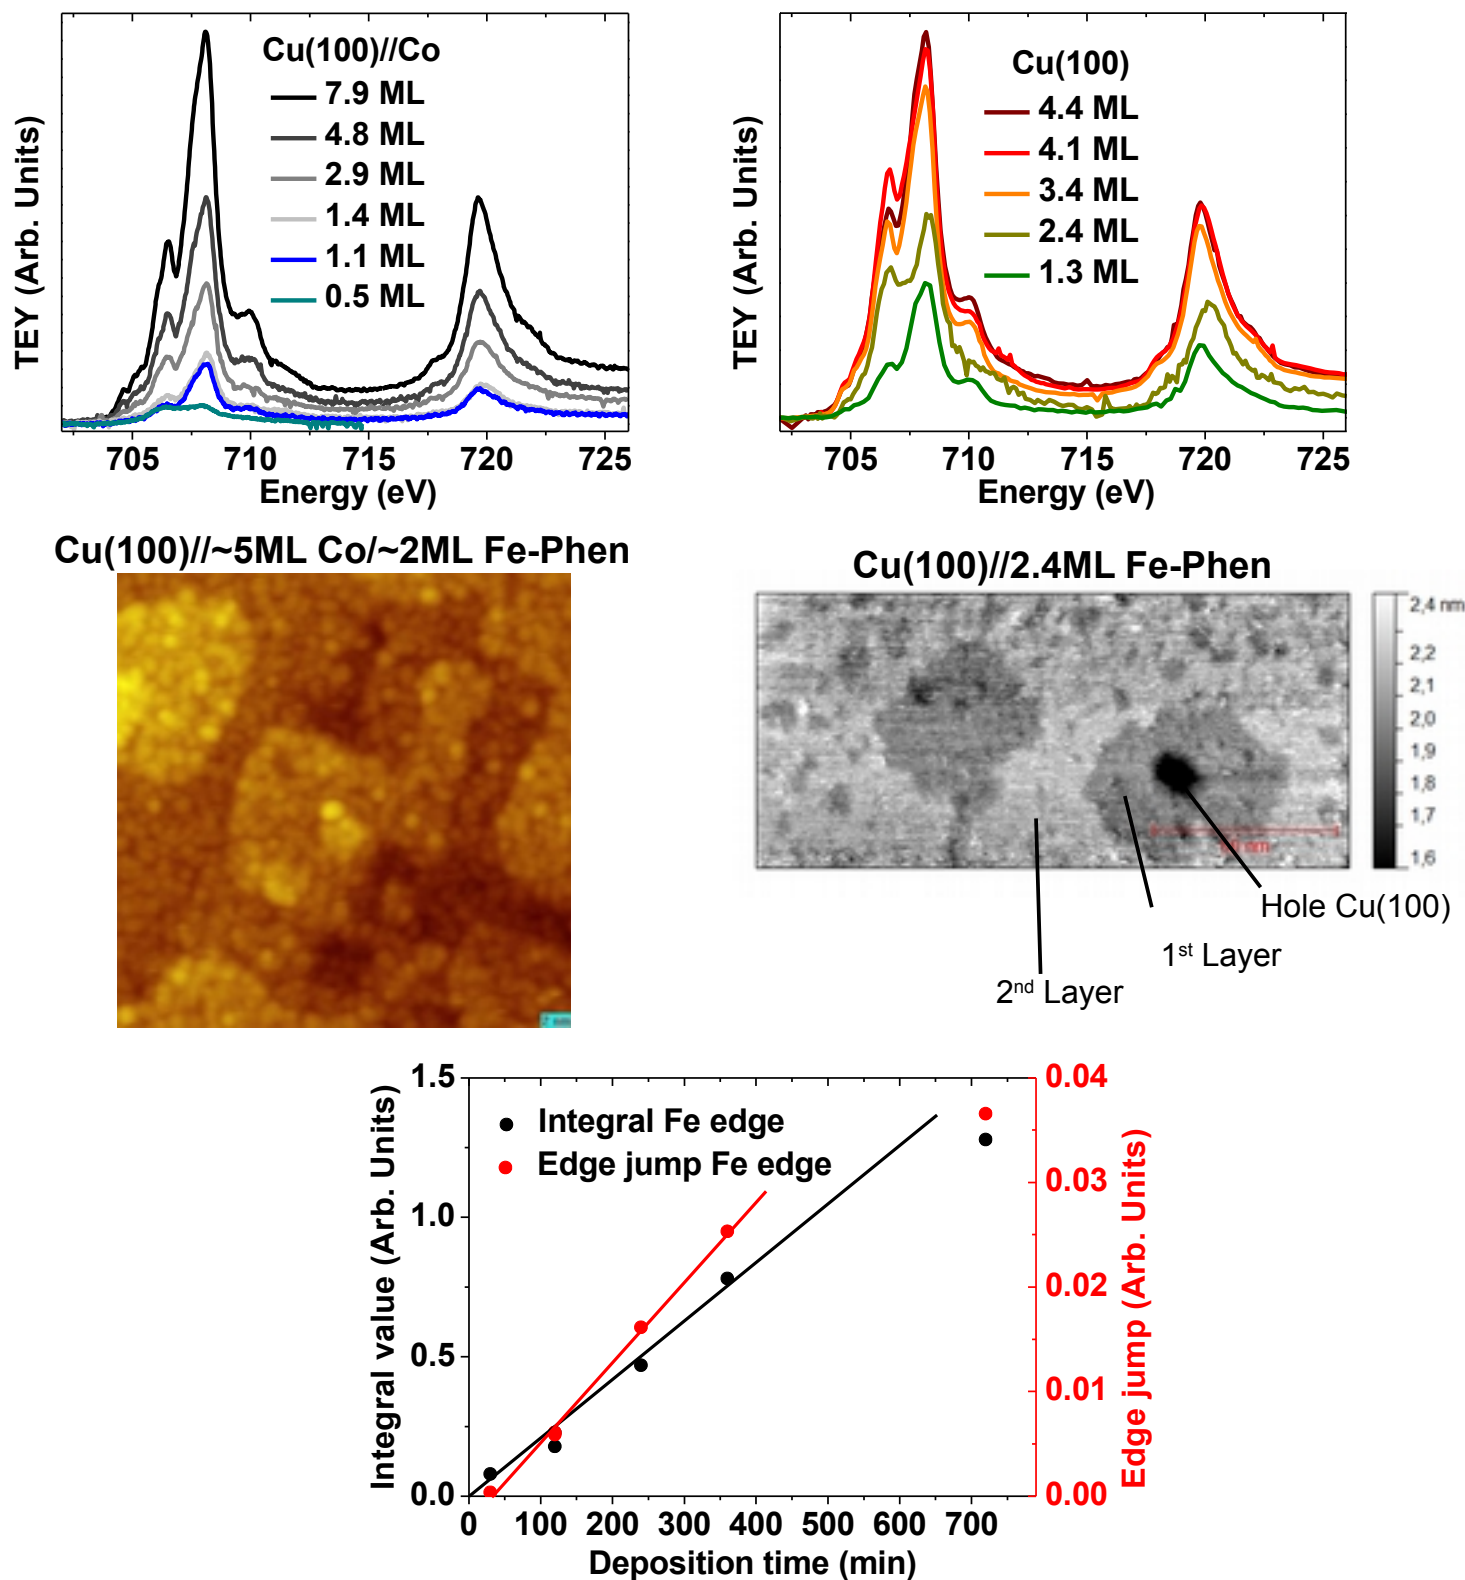 Cu(100)//Co
7.9 ML
4.8 ML
2.9 ML
1.4 ML
1.1 ML
0.5 ML
TEY (Arb. Units)
705 710 715 720 725
Energy (eV)
Cu(100)
4.4 ML
4.1 ML
3.4 ML
2.4 ML
1.3 ML
TEY (Arb. Units)
705 710 715 720 725
Energy (eV)
Cu(100)//~5ML Co/~2ML Fe-Phen
Cu(100)//2.4ML Fe-Phen
2,4 nm
2,2
2,1
2,0
1,9
1,8
1,7
1,6
Hole Cu(100)
1st Layer
2nd Layer
1.5
1.0
0.5
0.0
Integral value (Arb. Units)
Integral Fe edge
Edge jump Fe edge
0.04
0.03
0.02
0.01
0.00
Edge jump (Arb. Units)
0 100 200 300 400 500 600 700
Deposition time (min)